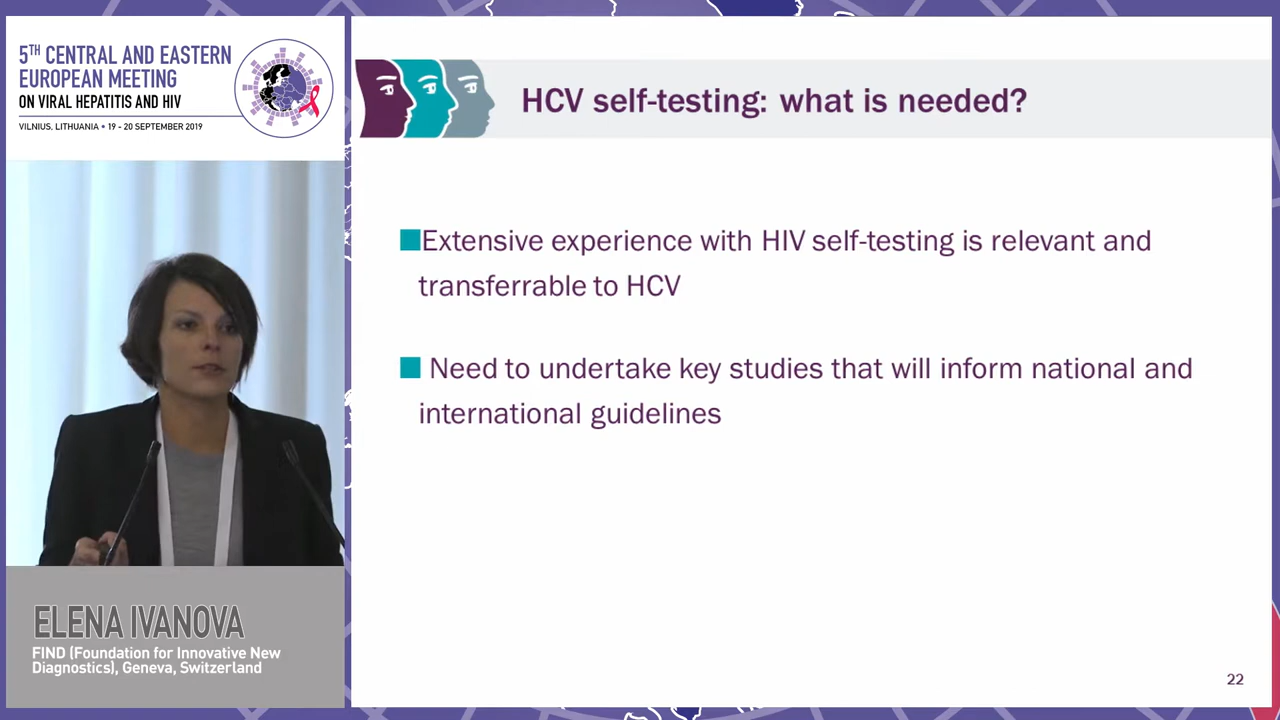 5TH CENTRAL AND EASTERN
EUROPEAN MEETING
ON VIRAL HEPATITIS AND HIV
VILNIUS, LITHUANIA • 19 - 20 SEPTEMBER 2019
HCV self-testing: what is needed?
Extensive experience with HIV self-testing is relevant and
transferrable to HCV
Need to undertake key studies that will inform national and
international guidelines
ELENA IVANOVA
FIND (Foundation for Innovative New
Diagnostics), Geneva, Switzerland
22